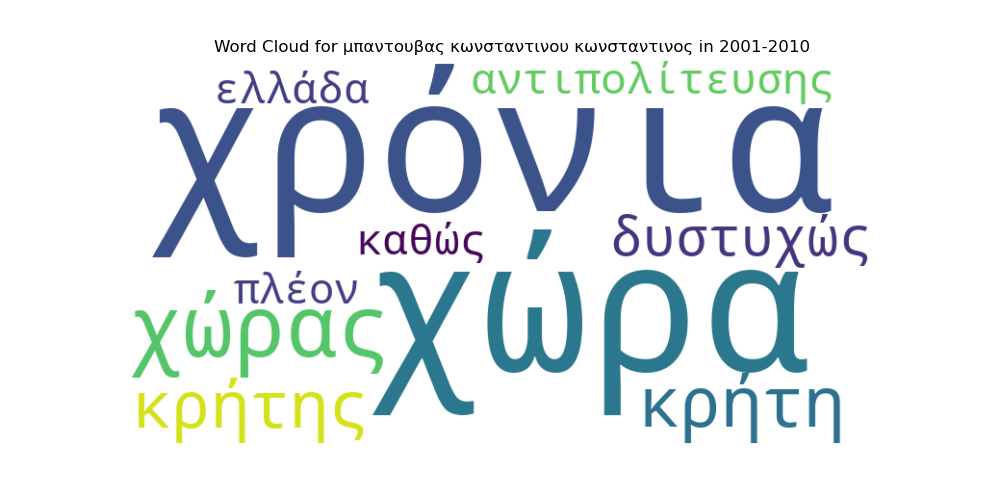 Word Cloud for μπαντουβας κωνσταντινου κωνσταντινος in 2001-2010
ελλάδα αντιπολίτευσης
χρόνια
καθώς δυστυχώς
πλέον χώρα
χώρας
κρήτης κρήτη